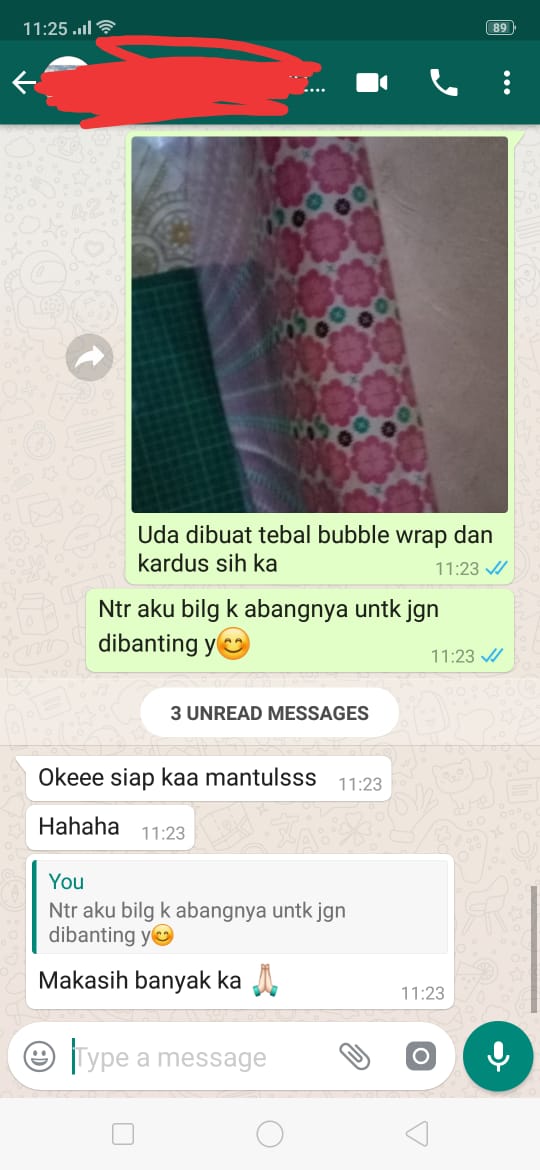 11:25
89
...
Uda dibuat tebal bubble wrap dan
kardus sih ka
11:23
Ntr aku bilg k abangnya untk jgn
dibanting y😊
11:23
3 UNREAD MESSAGES
Okeee siap kaa mantulsss 11:23
Hahaha 11:23
You
Ntr aku bilg k abangnya untk jgn
dibanting y😊
Makasih banyak ka 🙏🏻
11:23
Type a message